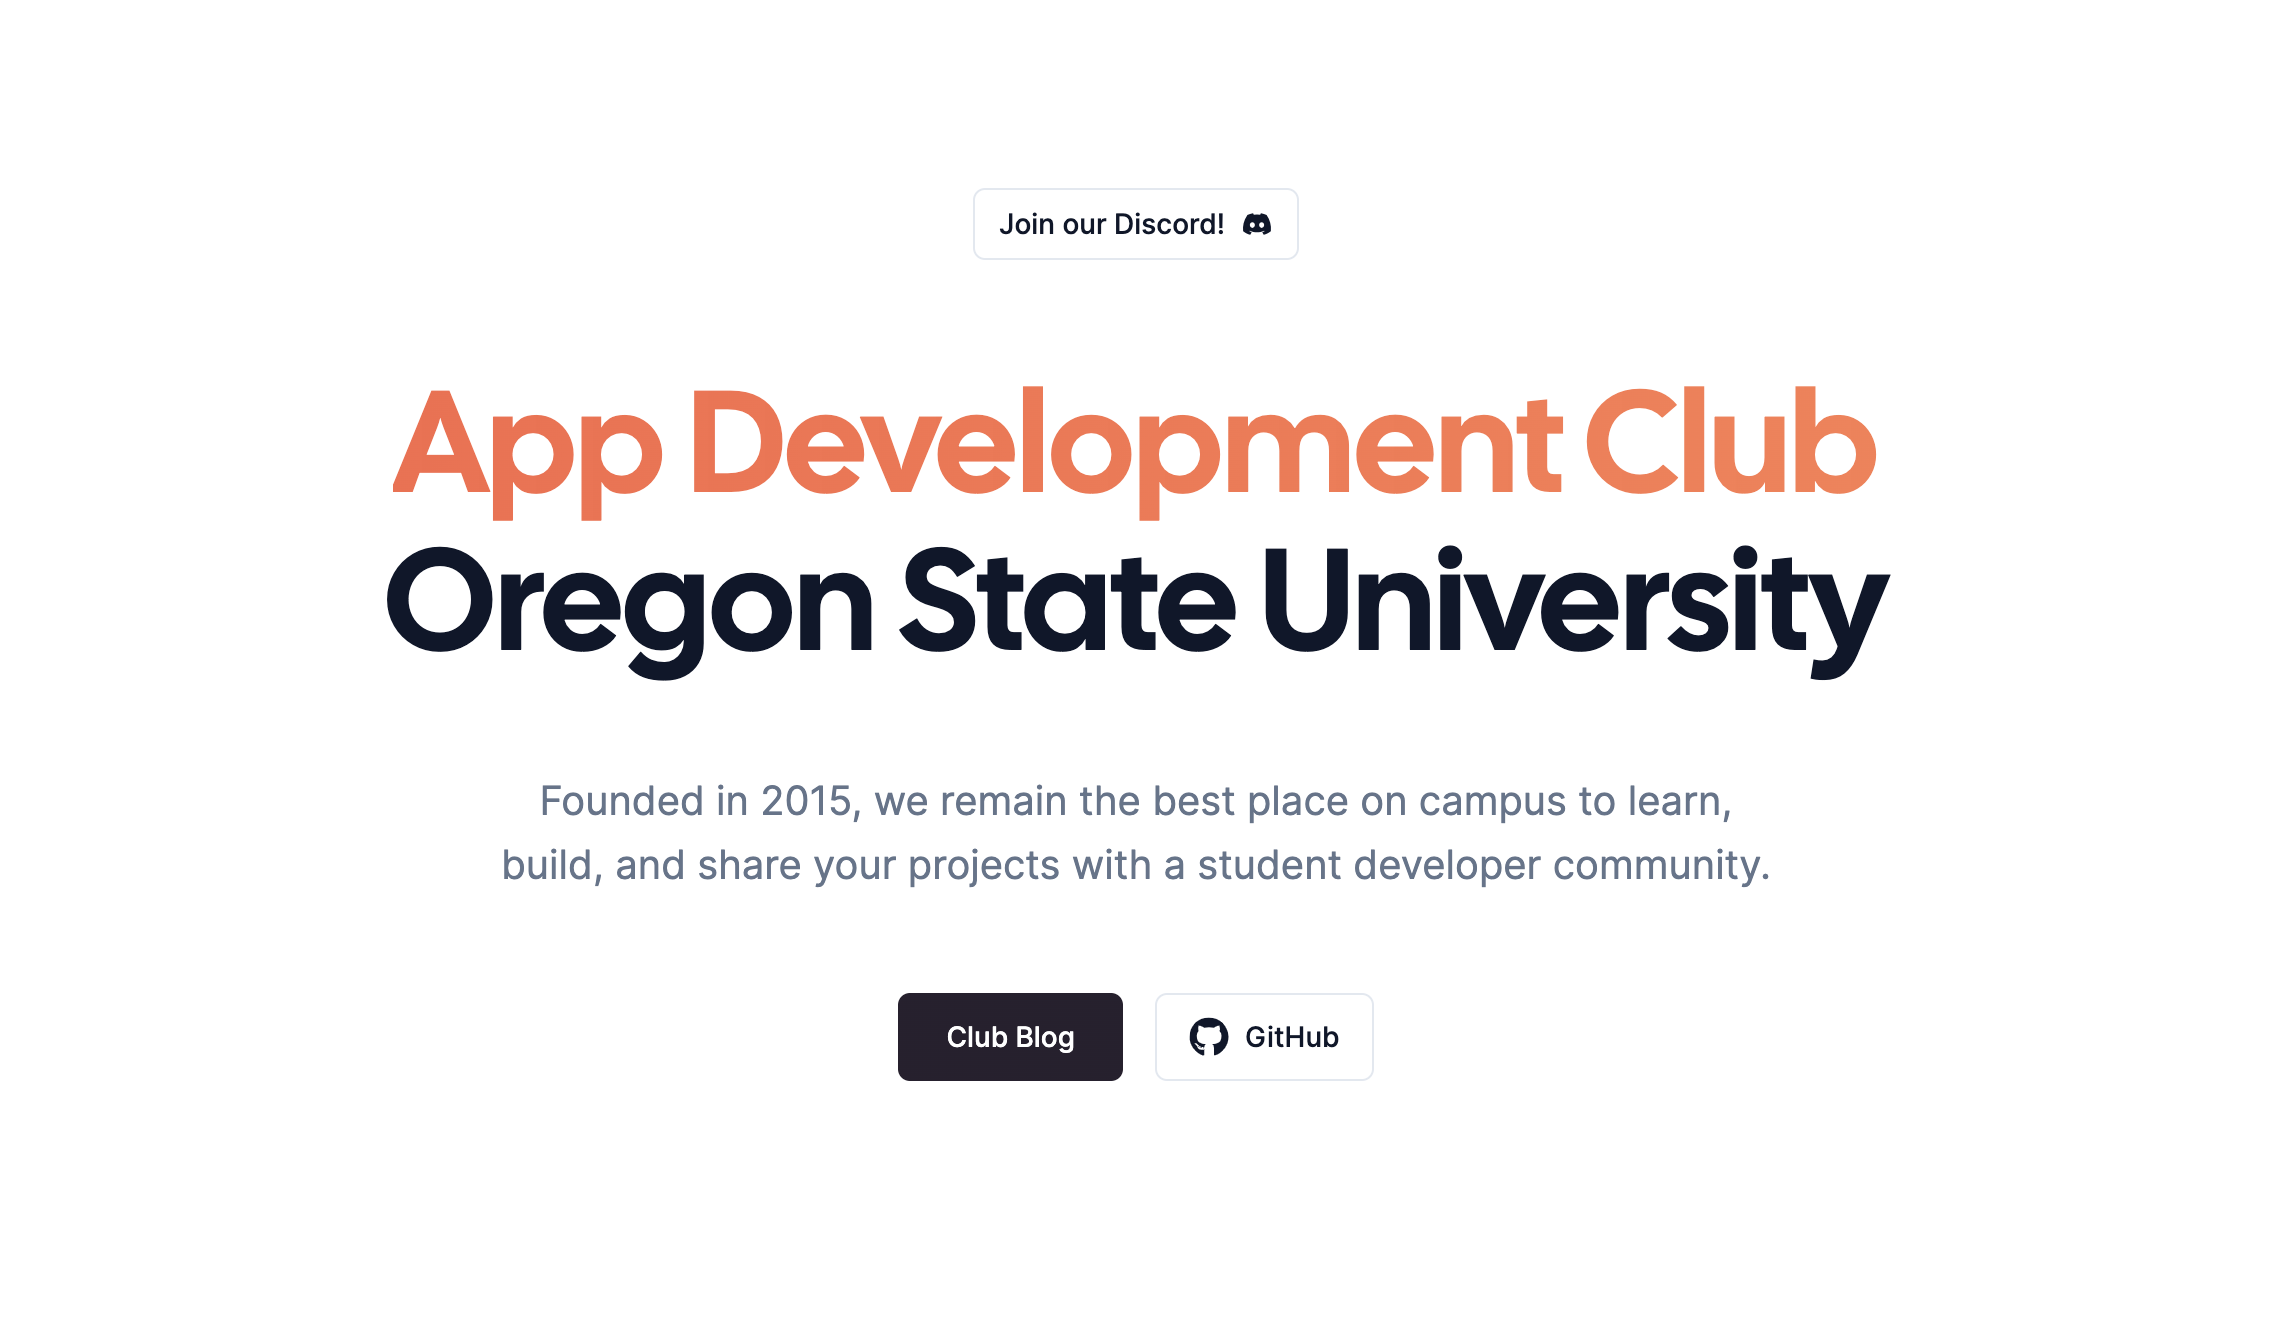 Join our Discord!
App Development Club
Oregon State University
Founded in 2015, we remain the best place on campus to learn,
build, and share your projects with a student developer community.
Club Blog
GitHub